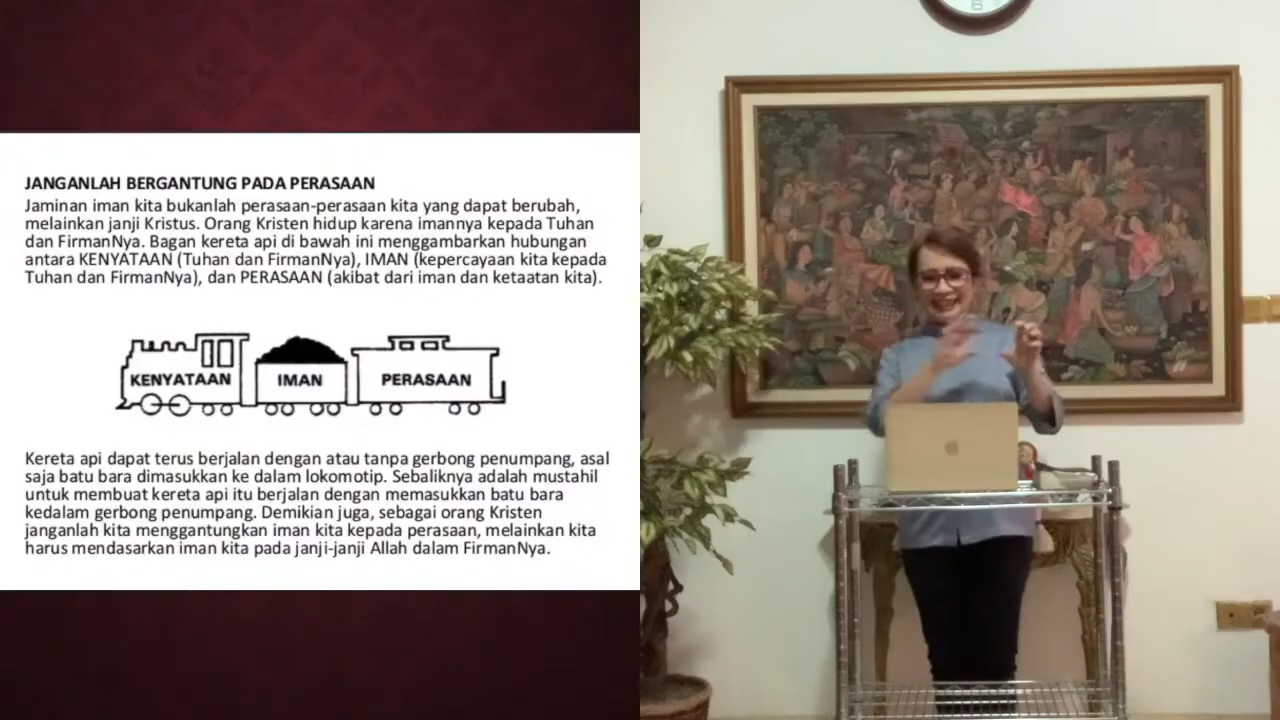 JANGANLAH BERGANTUNG PADA PERASAAN
Jaminan iman kita bukanlah perasaan-perasaan kita yang dapat berubah,
melainkan janji Kristus. Orang Kristen hidup karena imannya kepada Tuhan
dan FirmanNya. Bagan kereta api di bawah ini menggambarkan hubungan
antara KENYATAAN (Tuhan dan FirmanNya), IMAN (kepercayaan kita kepada
Tuhan dan FirmanNya), dan PERASAAN (akibat dari iman dan ketaatan kita).
KENYATAAN IMAN PERASAAN
Kereta api dapat terus berjalan dengan atau tanpa gerbong penumpang, asal
saja batu bara dimasukkan ke dalam lokomotip. Sebaliknya adalah mustahil
untuk membuat kereta api itu berjalan dengan memasukkan batu bara
kedalam gerbong penumpang. Demikian juga, sebagai orang Kristen
janganlah kita menggantungkan iman kita kepada perasaan, melainkan kita
harus mendasarkan iman kita pada janji-janji Allah dalam FirmanNya.